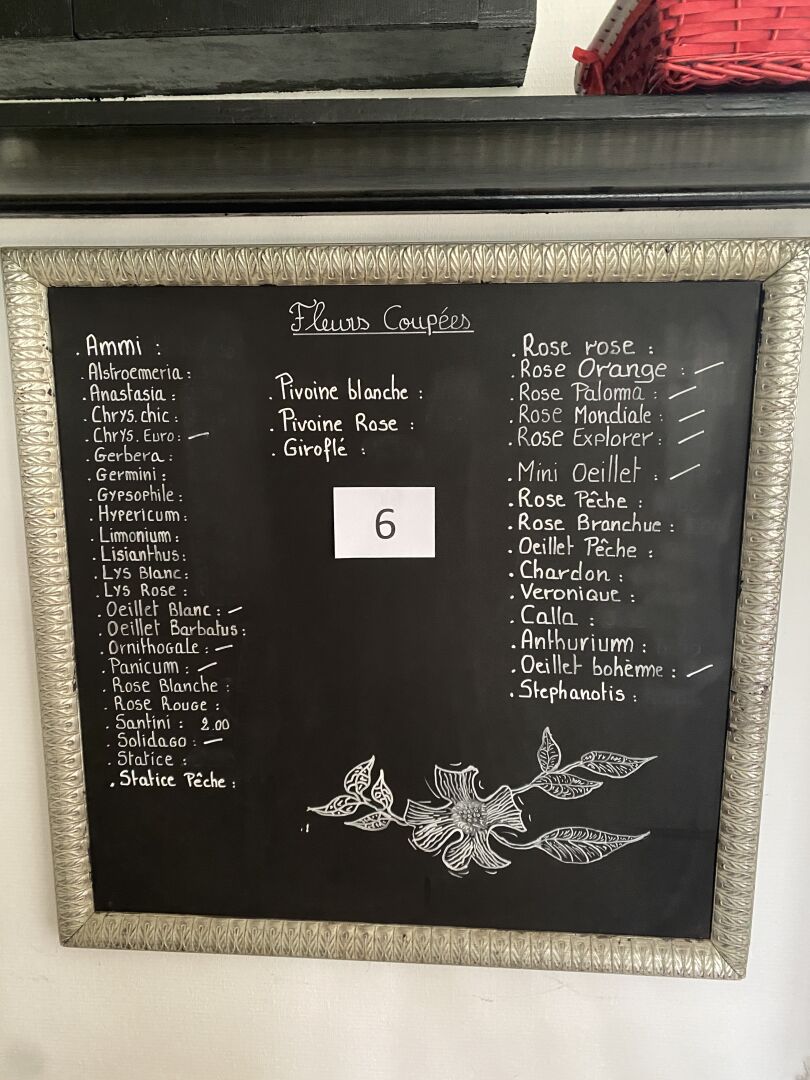 Fleurs Coupées
. Ammi :
. Alstroemeria :
. Anastasia :
. Chrys. chic :
. Chrys. Euro : —
. Gerbera :
. Germini :
. Gypsophile :
. Hypericum :
. Limonium :
. Lisianthus :
. Lys Blanc :
. Lys Rose :
. Oeillet Blanc : —
. Oeillet Barbatus :
. Ornithogale : —
. Panicum : —
. Rose Blanche :
. Rose Rouge :
. Santini : 2.00
. Solidago : —
. Statice :
. Statice Pêche :
. Pivoine blanche :
. Pivoine Rose :
. Giroflé :
6
. Rose rose :
. Rose Orange : —
. Rose Paloma : —
. Rose Mondiale : —
. Rose Explorer : —
. Mini Oeillet : —
. Rose Pêche :
. Rose Branchue :
. Oeillet Pêche :
. Chardon :
. Veronique :
. Calla :
. Anthurium :
. Oeillet bohème : —
. Stephanotis :